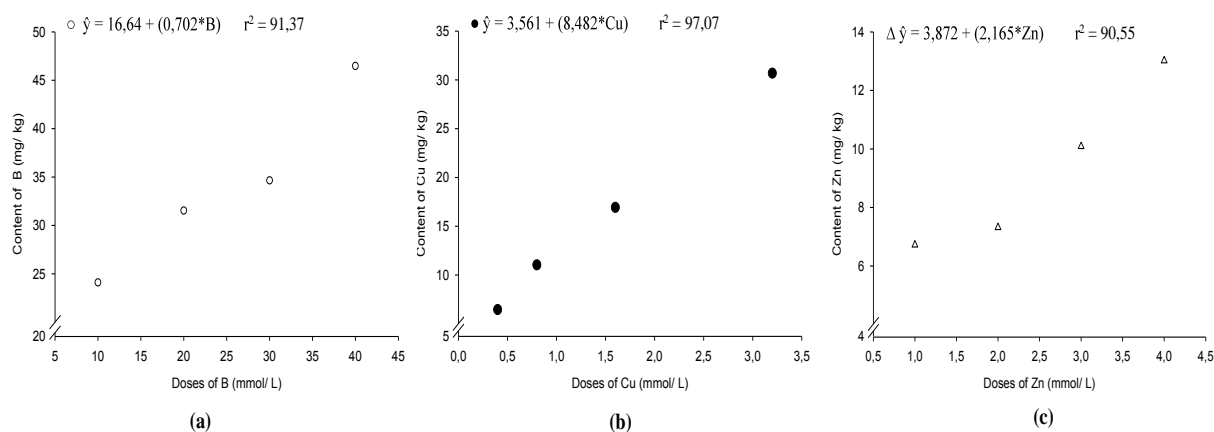 ○ ŷ = 16,64 + (0,702*B) r² = 91,37
50
45
40
35
30
25
20
5 10 15 20 25 30 35 40 45
Content of B (mg/ kg)
Doses of B (mmol/ L)
(a)
● ŷ = 3,561 + (8,482*Cu) r² = 97,07
35
30
25
20
15
10
5
0,0 0,5 1,0 1,5 2,0 2,5 3,0 3,5
Content of Cu (mg/ kg)
Doses of Cu (mmol/ L)
(b)
Δ ŷ = 3,872 + (2,165*Zn) r² = 90,55
14
12
10
8
6
4
0,5 1,0 1,5 2,0 2,5 3,0 3,5 4,0 4,5
Content of Zn (mg/ kg)
Doses of Zn (mmol/ L)
(c)